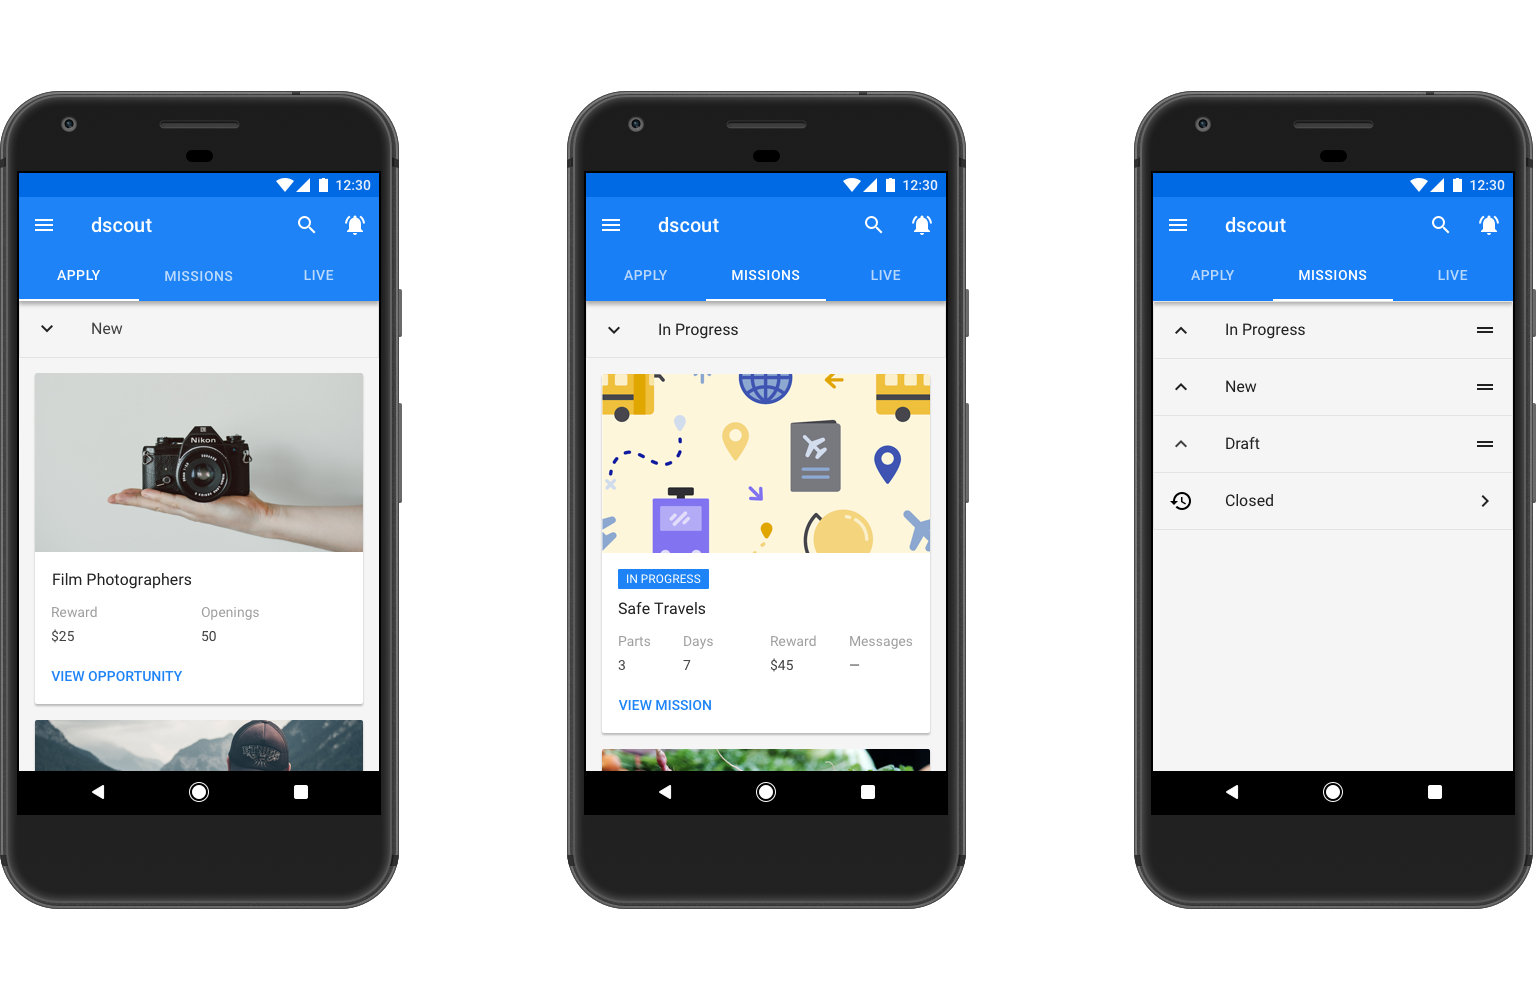 12:30
dscout
APPLY MISSIONS LIVE
New
Nikon
Film Photographers
Reward Openings
$25 50
VIEW OPPORTUNITY
12:30
dscout
APPLY MISSIONS LIVE
In Progress
IN PROGRESS
Safe Travels
Parts Days Reward Messages
3 7 $45 —
VIEW MISSION
12:30
dscout
APPLY MISSIONS LIVE
In Progress
New
Draft
Closed